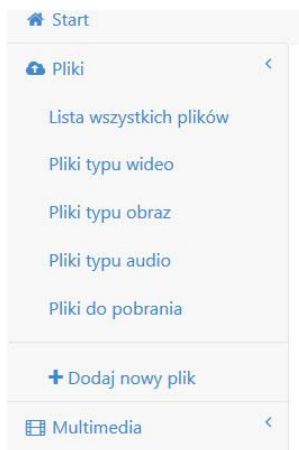 Start
Pliki
Lista wszystkich plików
Pliki typu wideo
Pliki typu obraz
Pliki typu audio
Pliki do pobrania
Dodaj nowy plik
Multimedia